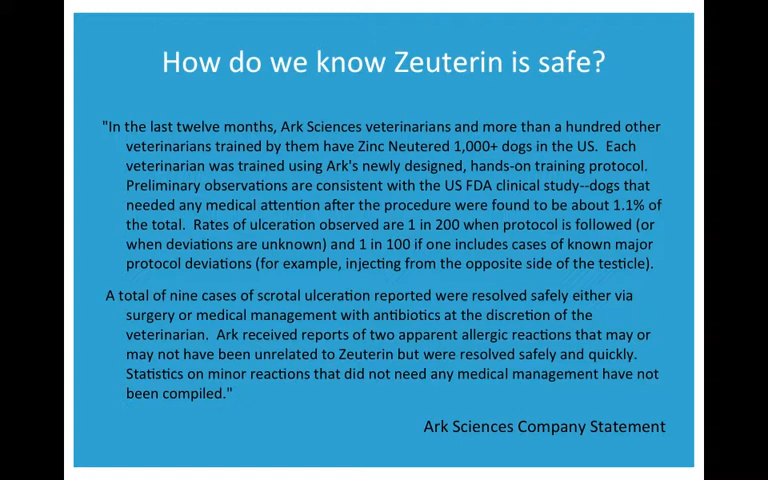 How do we know Zeuterin is safe?
"In the last twelve months, Ark Sciences veterinarians and more than a hundred other
veterinarians trained by them have Zinc Neutered 1,000+ dogs in the US.  Each
veterinarian was trained using Ark's newly designed, hands-on training protocol.
Preliminary observations are consistent with the US FDA clinical study--dogs that
needed any medical attention after the procedure were found to be about 1.1% of
the total.  Rates of ulceration observed are 1 in 200 when protocol is followed (or
when deviations are unknown) and 1 in 100 if one includes cases of known major
protocol deviations (for example, injecting from the opposite side of the testicle).
A total of nine cases of scrotal ulceration reported were resolved safely either via
surgery or medical management with antibiotics at the discretion of the
veterinarian.  Ark received reports of two apparent allergic reactions that may or
may not have been unrelated to Zeuterin but were resolved safely and quickly.
Statistics on minor reactions that did not need any medical management have not
been compiled."
Ark Sciences Company Statement